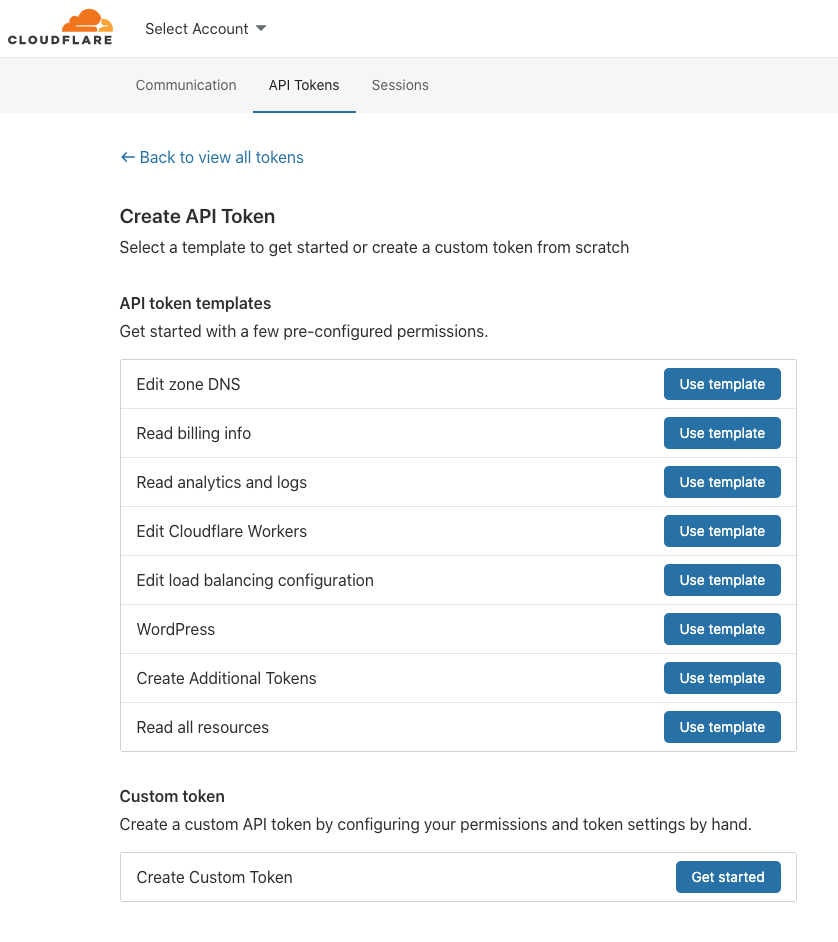 CLOUDFLARE
Select Account
Communication API Tokens Sessions
← Back to view all tokens
Create API Token
Select a template to get started or create a custom token from scratch
API token templates
Get started with a few pre-configured permissions.
Edit zone DNS Use template
Read billing info Use template
Read analytics and logs Use template
Edit Cloudflare Workers Use template
Edit load balancing configuration Use template
WordPress Use template
Create Additional Tokens Use template
Read all resources Use template
Custom token
Create a custom API token by configuring your permissions and token settings by hand.
Create Custom Token Get started